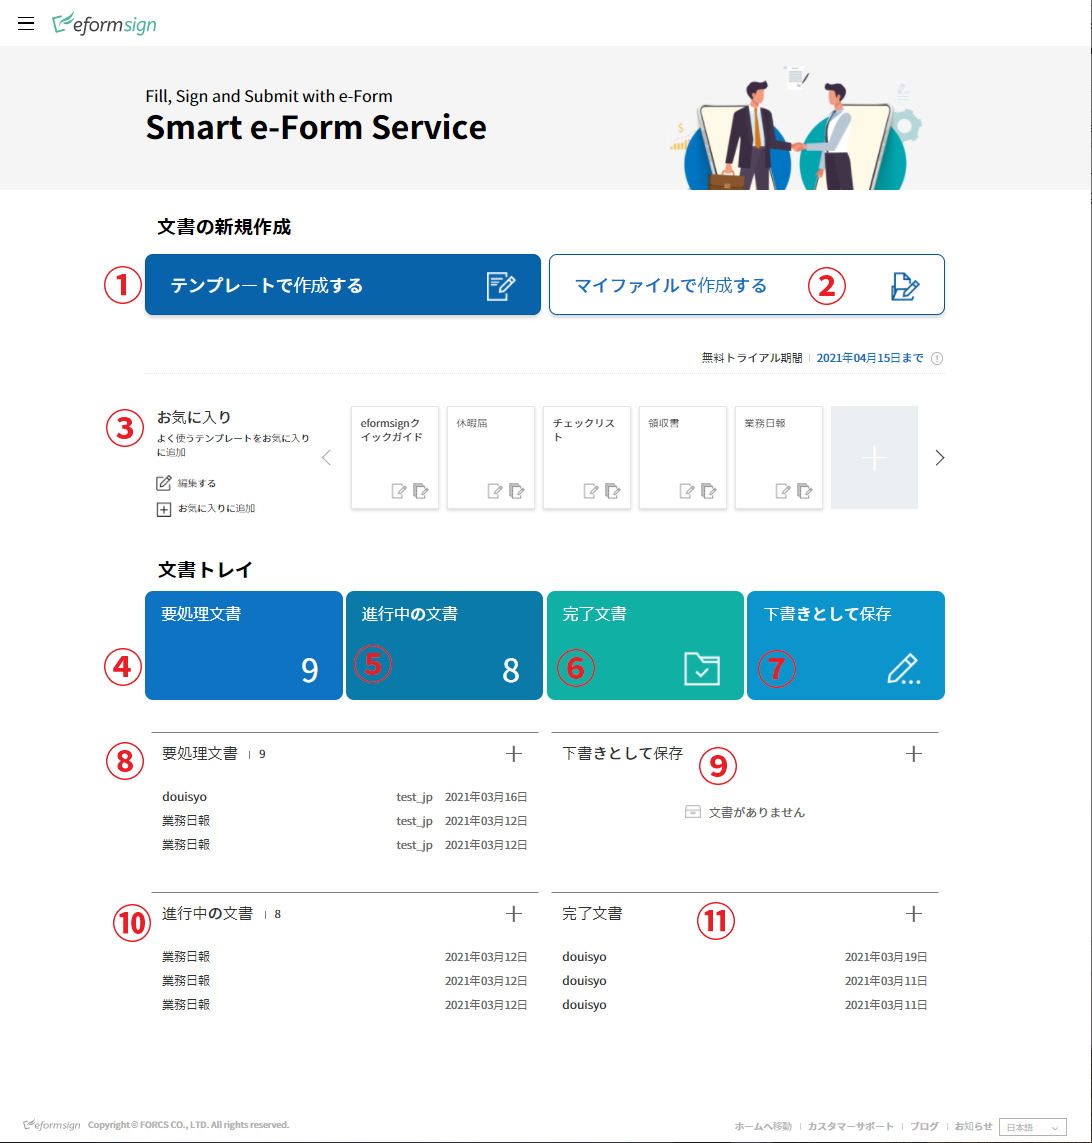 eformsign
Fill, Sign and Submit with e-Form
Smart e-Form Service
文書の新規作成
① テンプレートで作成する
マイファイルで作成する ②
無料トライアル期間 | 2021年04月15日まで
③ お気に入り
よく使うテンプレートをお気に入り
に追加
編集する
お気に入りに追加
eformsignク
イックガイド
休暇届
チェックリス
ト
領収書
業務日報
文書トレイ
④ 要処理文書 9
進行中の文書 ⑤ 8
完了文書 ⑥
下書きとして保存 ⑦
⑧ 要処理文書 | 9
douisyo test_jp 2021年03月16日
業務日報 test_jp 2021年03月12日
業務日報 test_jp 2021年03月12日
下書きとして保存 ⑨
文書がありません
⑩ 進行中の文書 | 8
業務日報 2021年03月12日
業務日報 2021年03月12日
業務日報 2021年03月12日
完了文書 ⑪
douisyo 2021年03月19日
douisyo 2021年03月11日
douisyo 2021年03月11日
eformsign Copyright © FORCS CO., LTD. All rights reserved.
ホームへ移動 | カスタマーサポート | ブログ | お知らせ 日本語